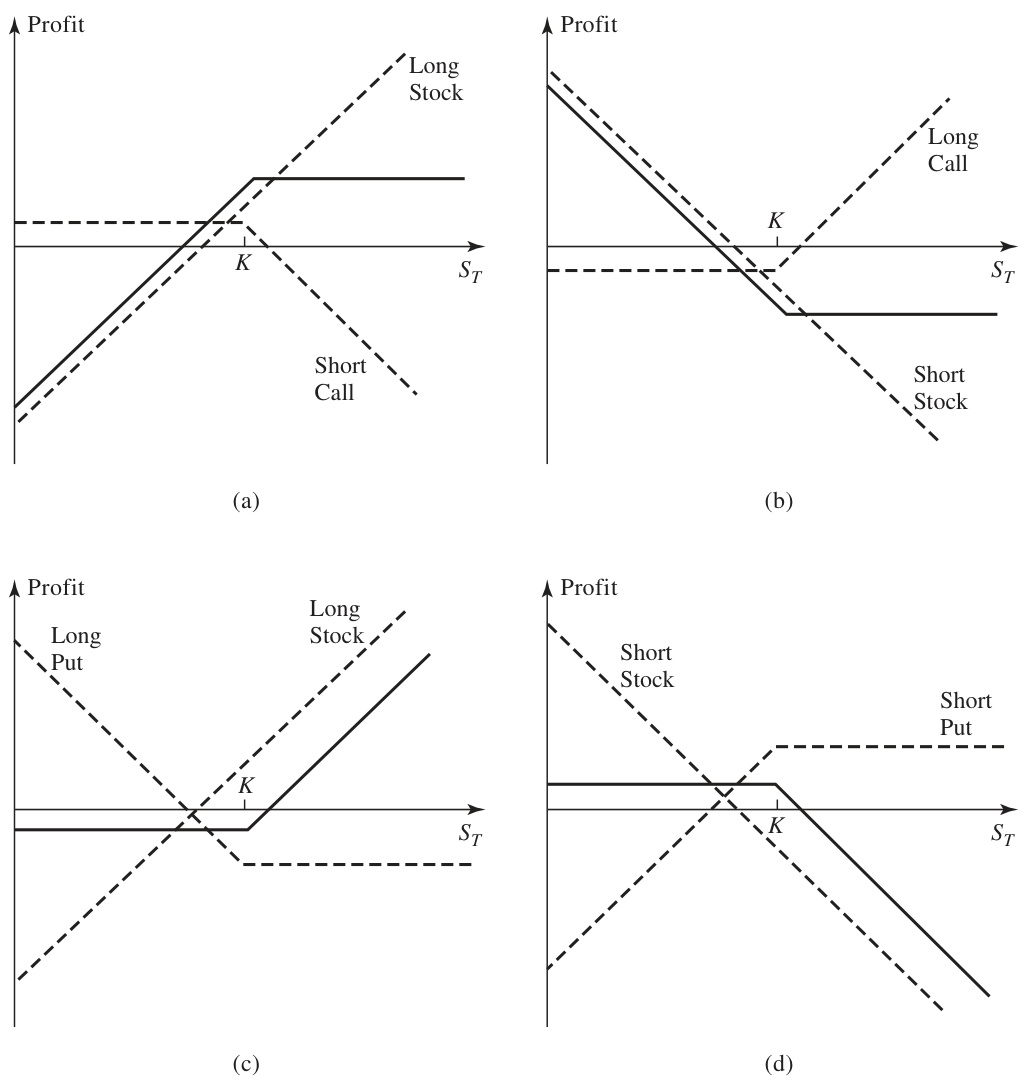 Profit
Long
Stock
K
S_T
Short
Call
(a)
Profit
Long
Call
K
S_T
Short
Stock
(b)
Profit
Long
Put
Long
Stock
K
S_T
(c)
Profit
Short
Stock
Short
Put
K
S_T
(d)